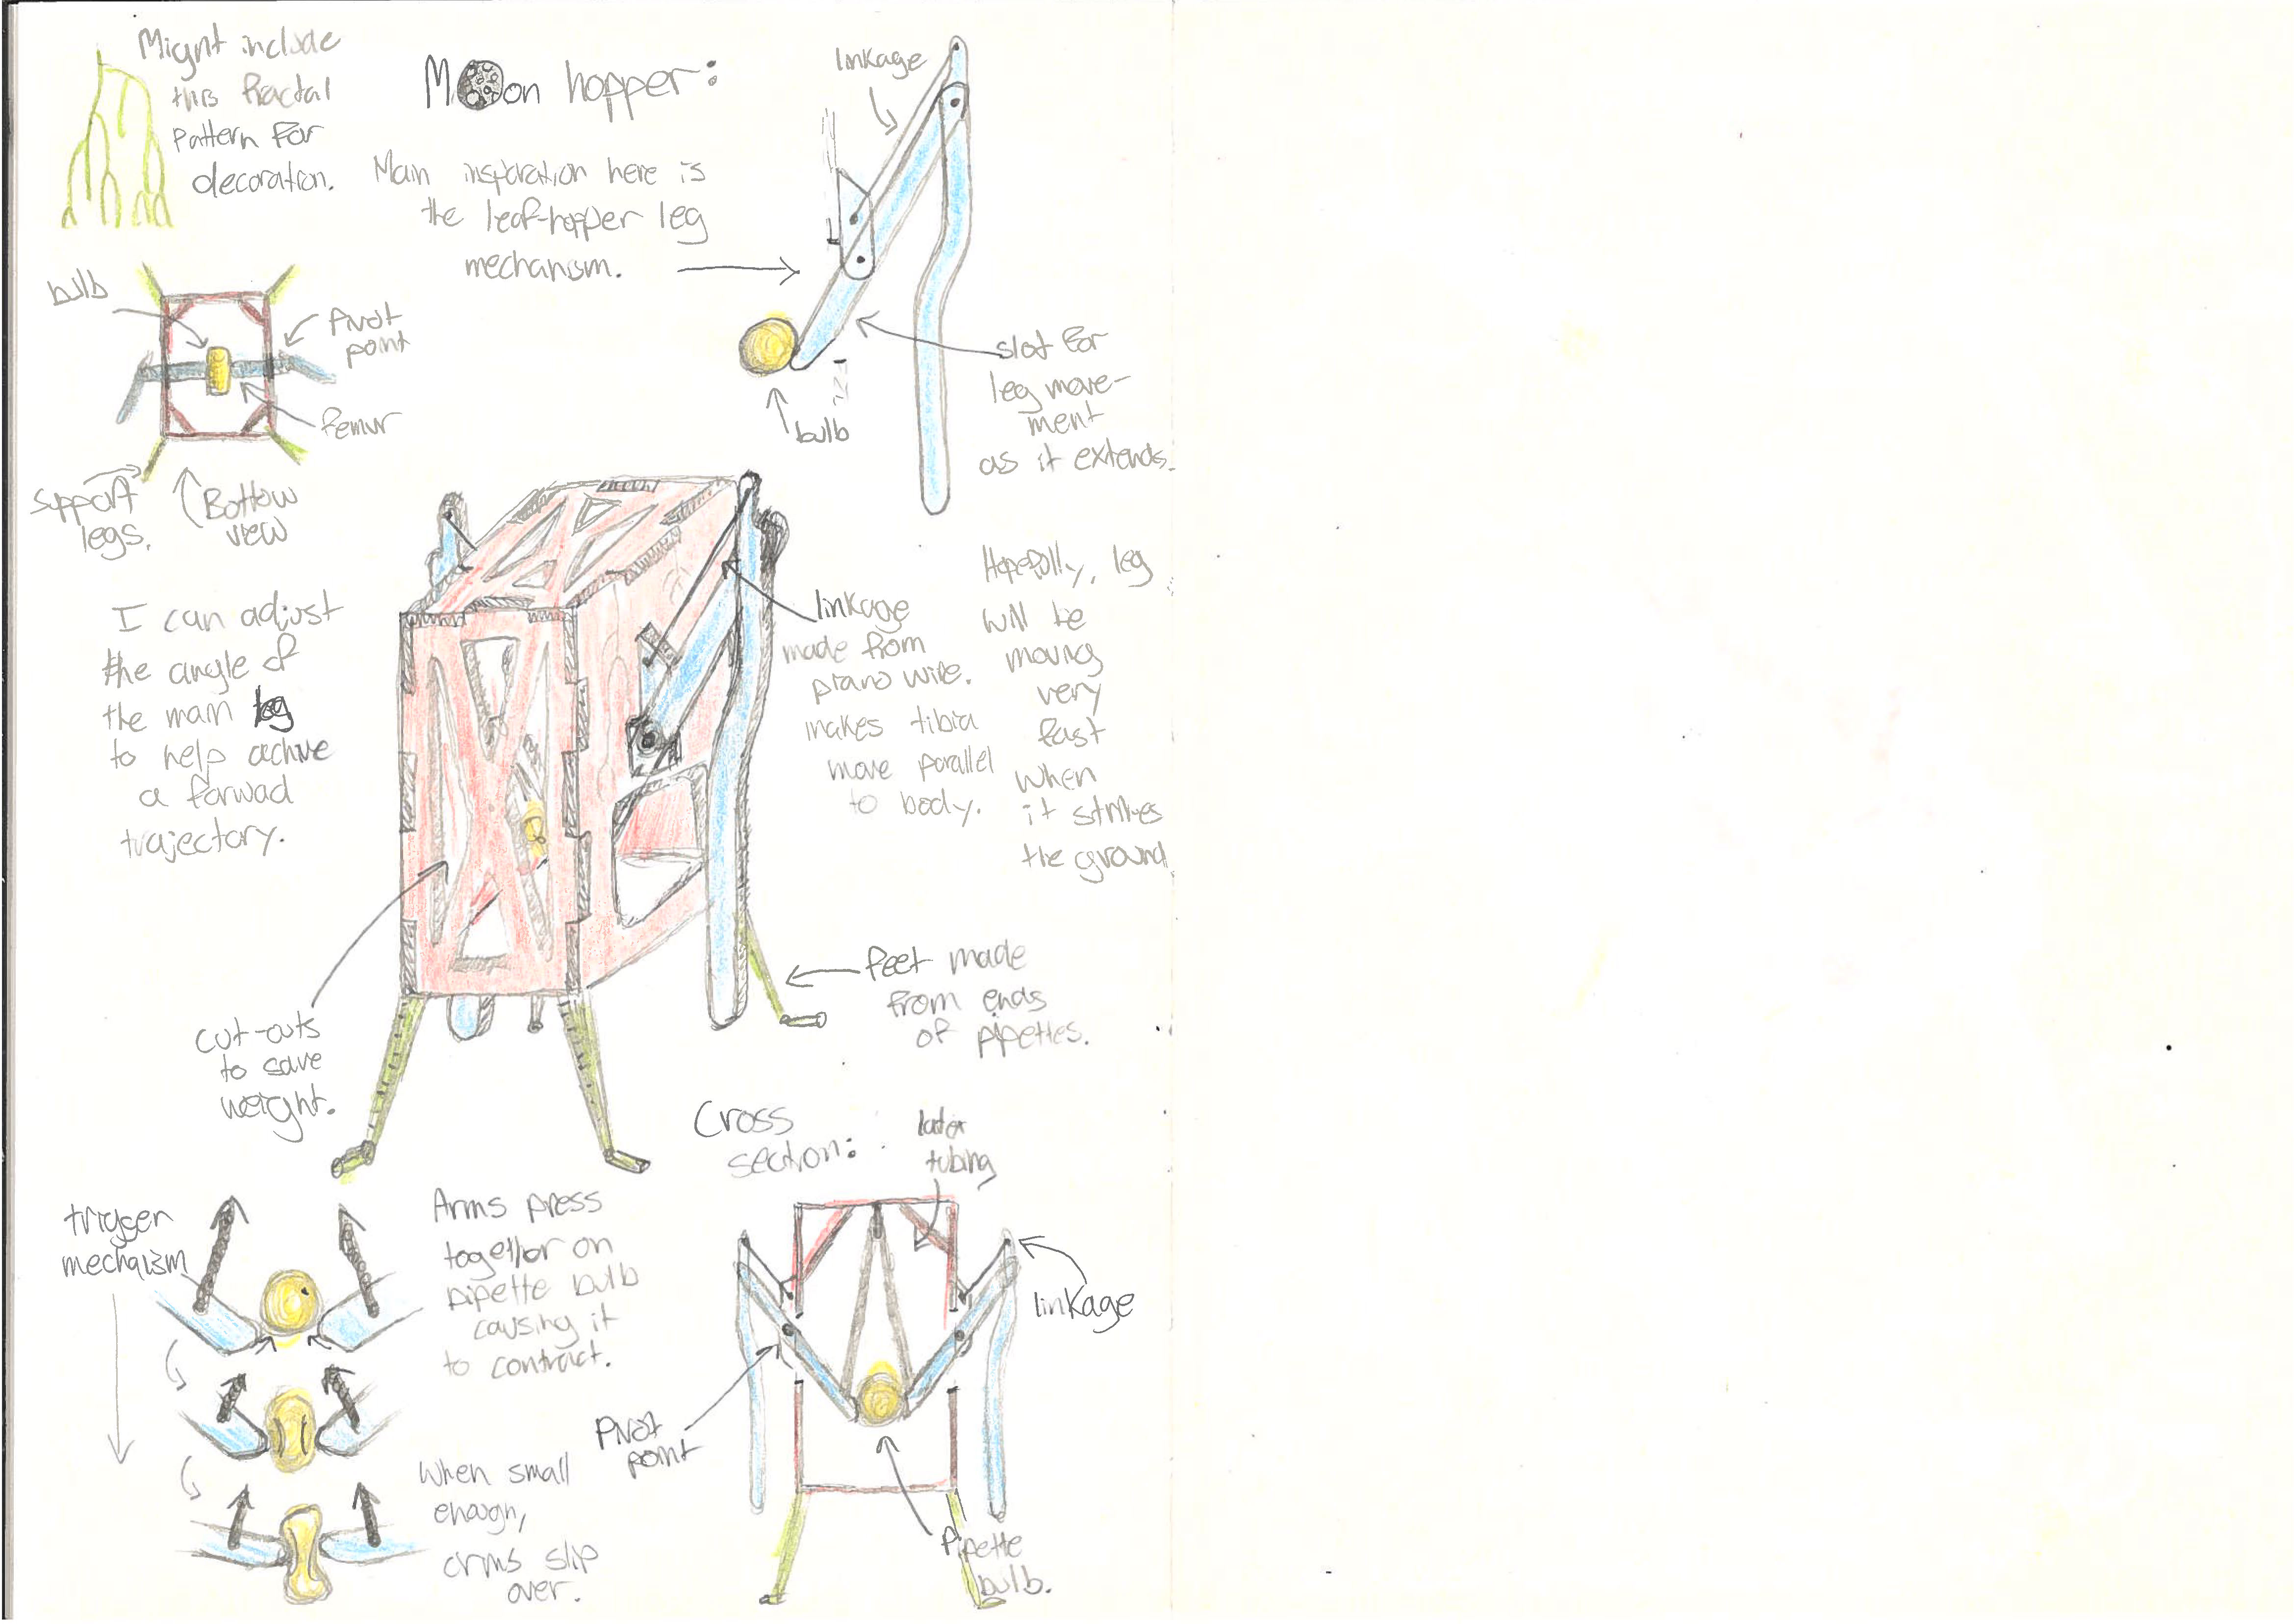 Might include
this fractal
pattern for
decoration.
Moon hopper:
Main inspiration here is
the leaf-hopper leg
mechanism.
linkage
slot for
leg move-
ment
as it extends.
bulb
bulb
Pivot
point
femur
support
legs.
Bottow
view
I can adjust
the angle of
the main leg
to help achive
a forwad
trajectory.
linkage
made from
piano wire.
makes tibia
move parallel
to body.
Hopefully, leg
will be
moving
very
fast
when
it strikes
the ground
feet made
from ends
of pipettes.
cut-outs
to save
weight.
trigger
mechaism
Arms press
together on
pipette bulb
causing it
to contract.
When small
enough,
arms slip
over.
Cross
section:
tubing
linkage
Pivot
point
Pipette
bulb.